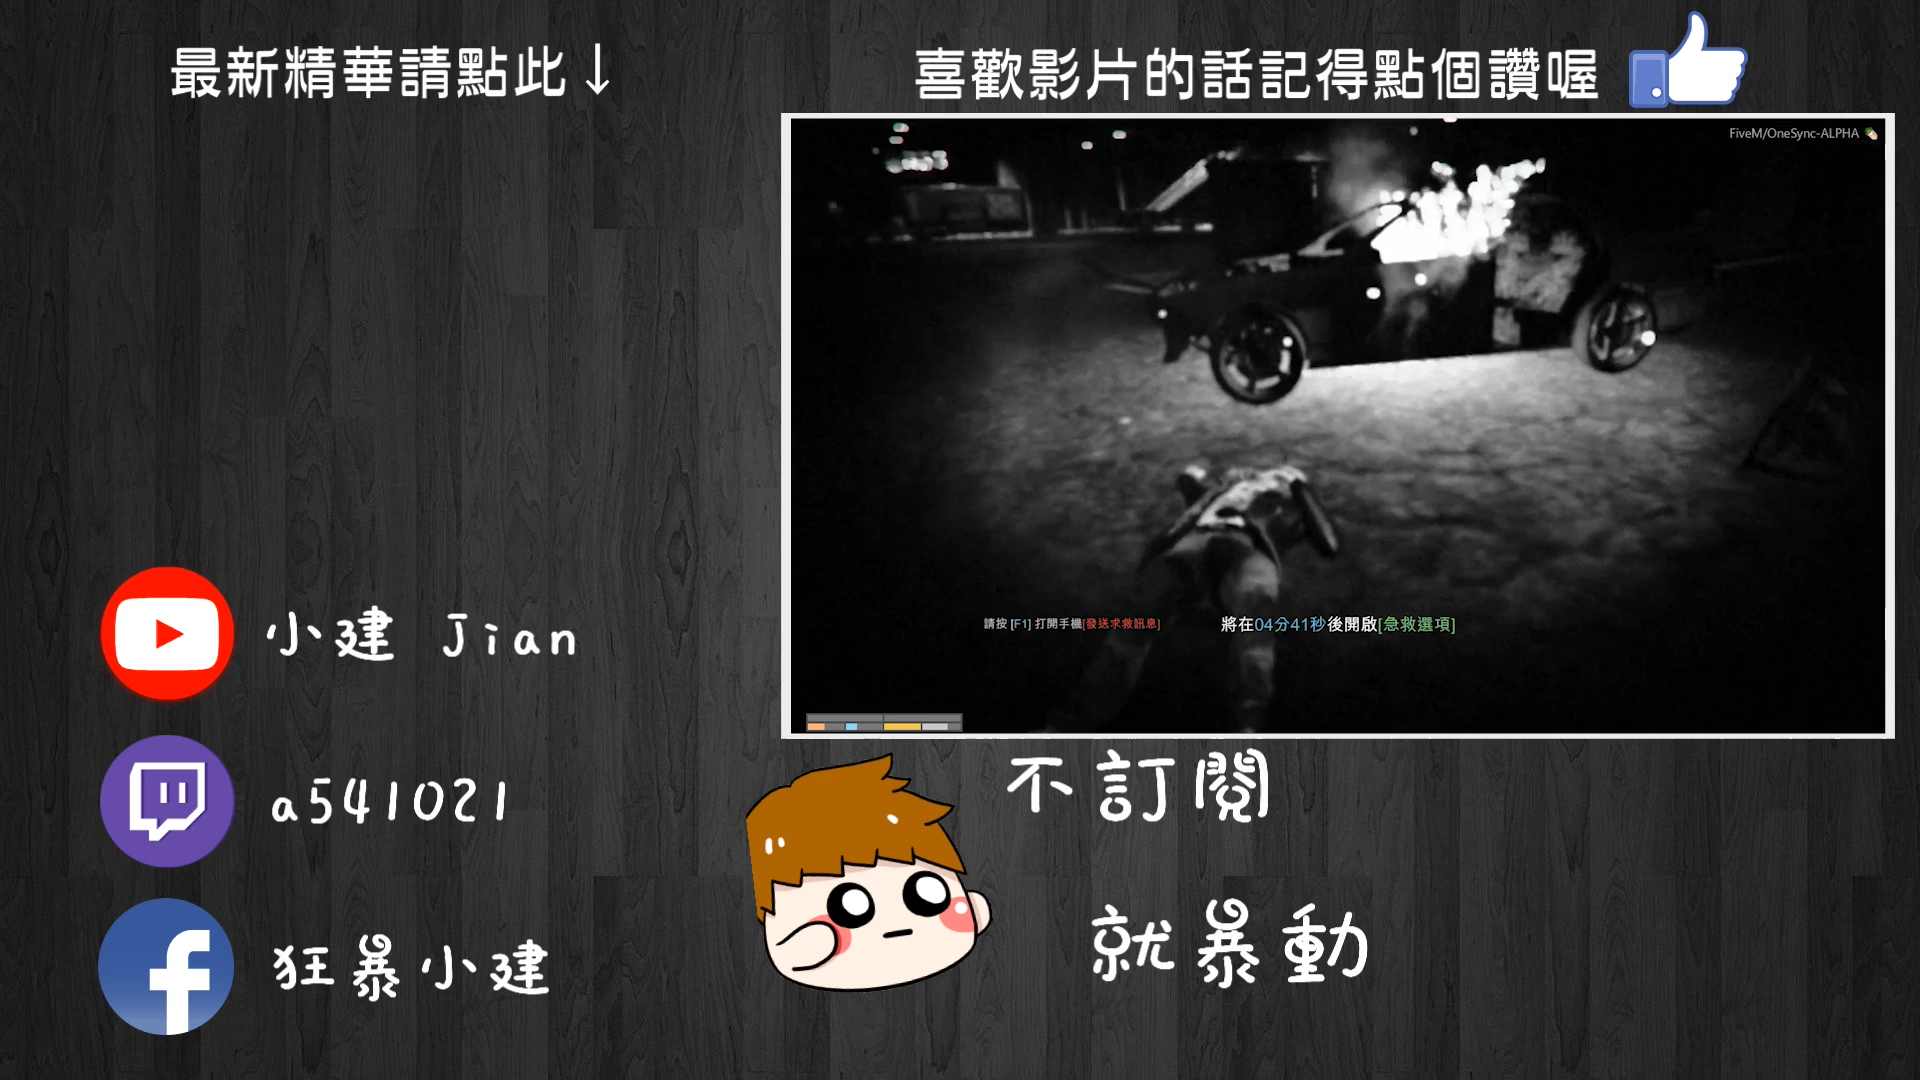 最新精華請點此↓
喜歡影片的話記得點個讚喔
FiveM/OneSync-ALPHA
請按 [F1] 打開手機[發送求救訊息]
將在04分41秒後開啟[急救選項]
小建 Jian
a541021
狂暴小建
不訂閱
就暴動